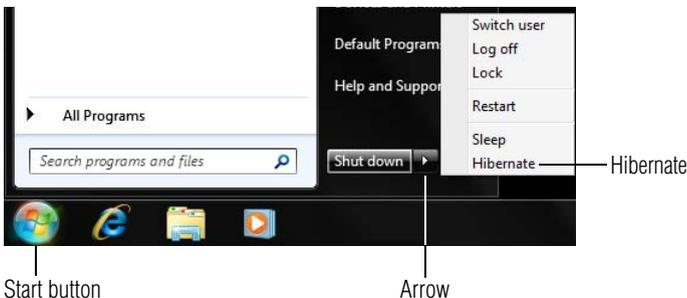 Default Program
Help and Suppor
All Programs
Search programs and files
Shut down
Switch user
Log off
Lock
Restart
Sleep
Hibernate
Hibernate
Start button
Arrow